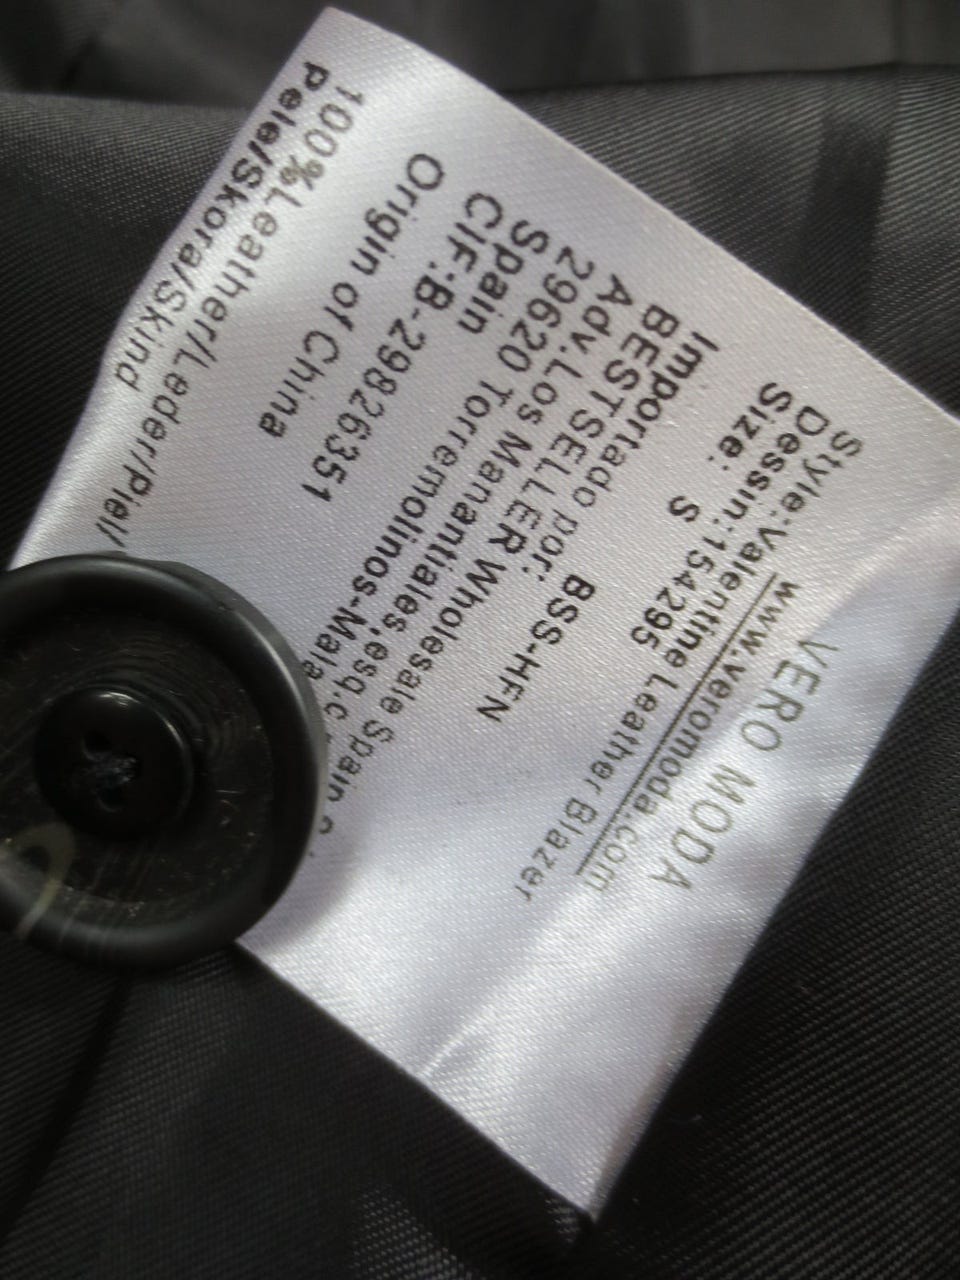 VERO MODA
www.veromoda.com
Style:Valentine Leather Blazer
Dessin:154295
Size: S
BSS-HFN
Importado por:
BESTSELLER Wholesale Spain
Adv.Los Manantiales,esq.c
29620 Torremolinos-Mala
Spain
CIF:B-29826351
Origin of China
100%Leather/Leder/Piel/
Pele/Skora/Skind